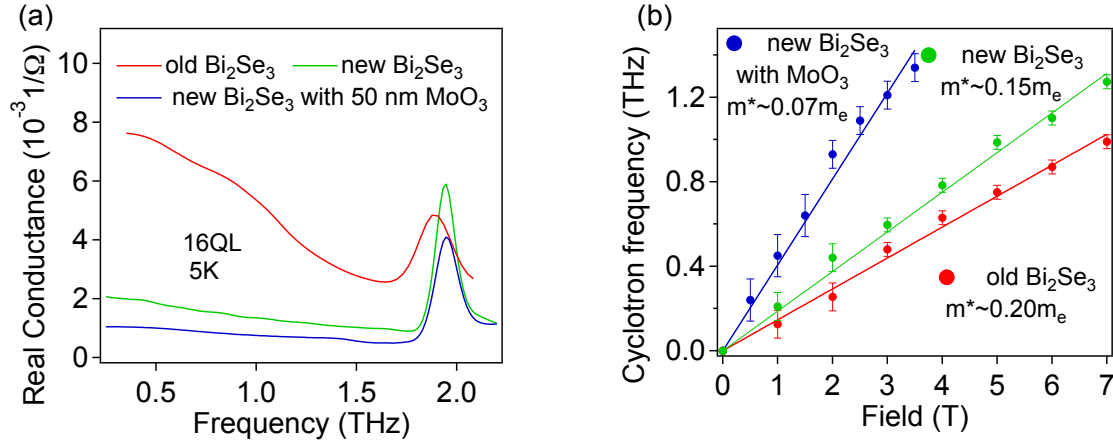 (a)
Real Conductance (10⁻³1/Ω)
10
8
6
4
2
0
old Bi₂Se₃
new Bi₂Se₃
new Bi₂Se₃ with 50 nm MoO₃
16QL
5K
0.5
1.0
1.5
2.0
Frequency (THz)
(b)
Cyclotron frequency (THz)
1.2
0.8
0.4
0.0
new Bi₂Se₃
with MoO₃
m*~0.07mₑ
new Bi₂Se₃
m*~0.15mₑ
old Bi₂Se₃
m*~0.20mₑ
0
1
2
3
4
5
6
7
Field (T)